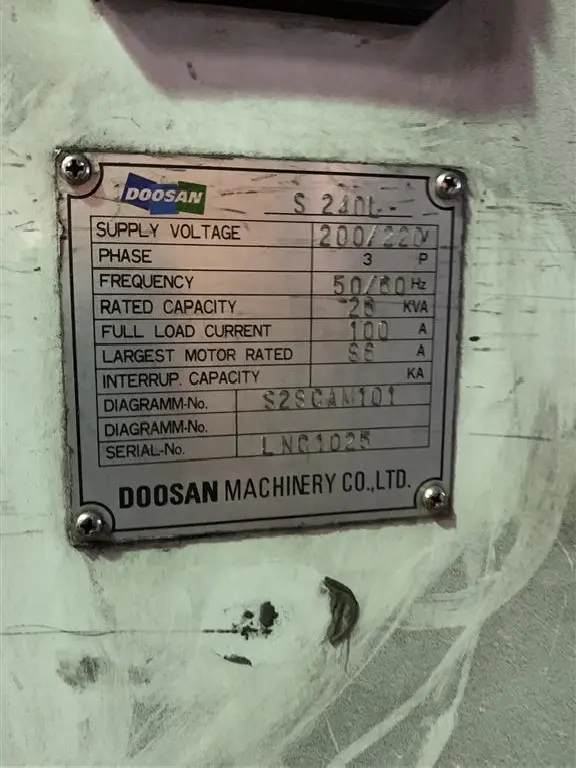 DOOSAN
S 240L
SUPPLY VOLTAGE 200/220V
PHASE 3 P
FREQUENCY 50/60 Hz
RATED CAPACITY KVA
FULL LOAD CURRENT 100 A
LARGEST MOTOR RATED A
INTERRUP. CAPACITY KA
DIAGRAMM-No.
DIAGRAMM-No.
SERIAL-No.
DOOSAN MACHINERY CO.,LTD.